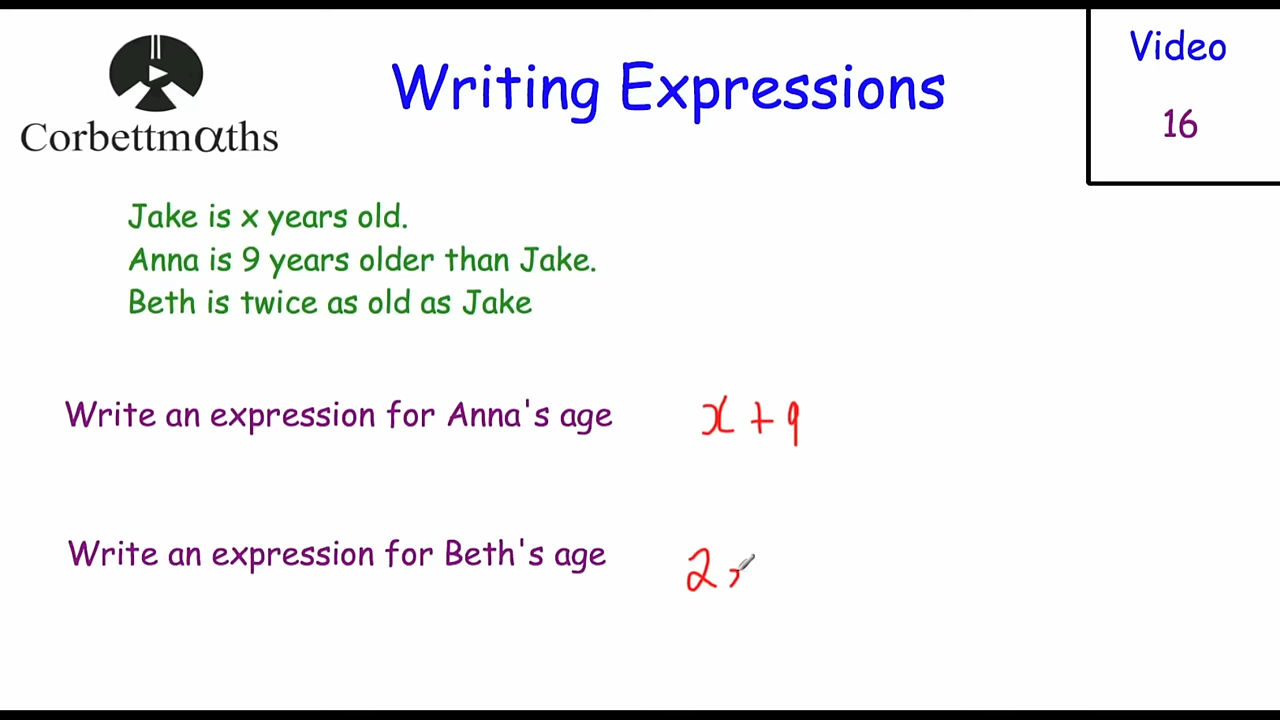 Corbettmαths
Writing Expressions
Video
16
Jake is x years old.
Anna is 9 years older than Jake.
Beth is twice as old as Jake
Write an expression for Anna's age
x + 9
Write an expression for Beth's age
2